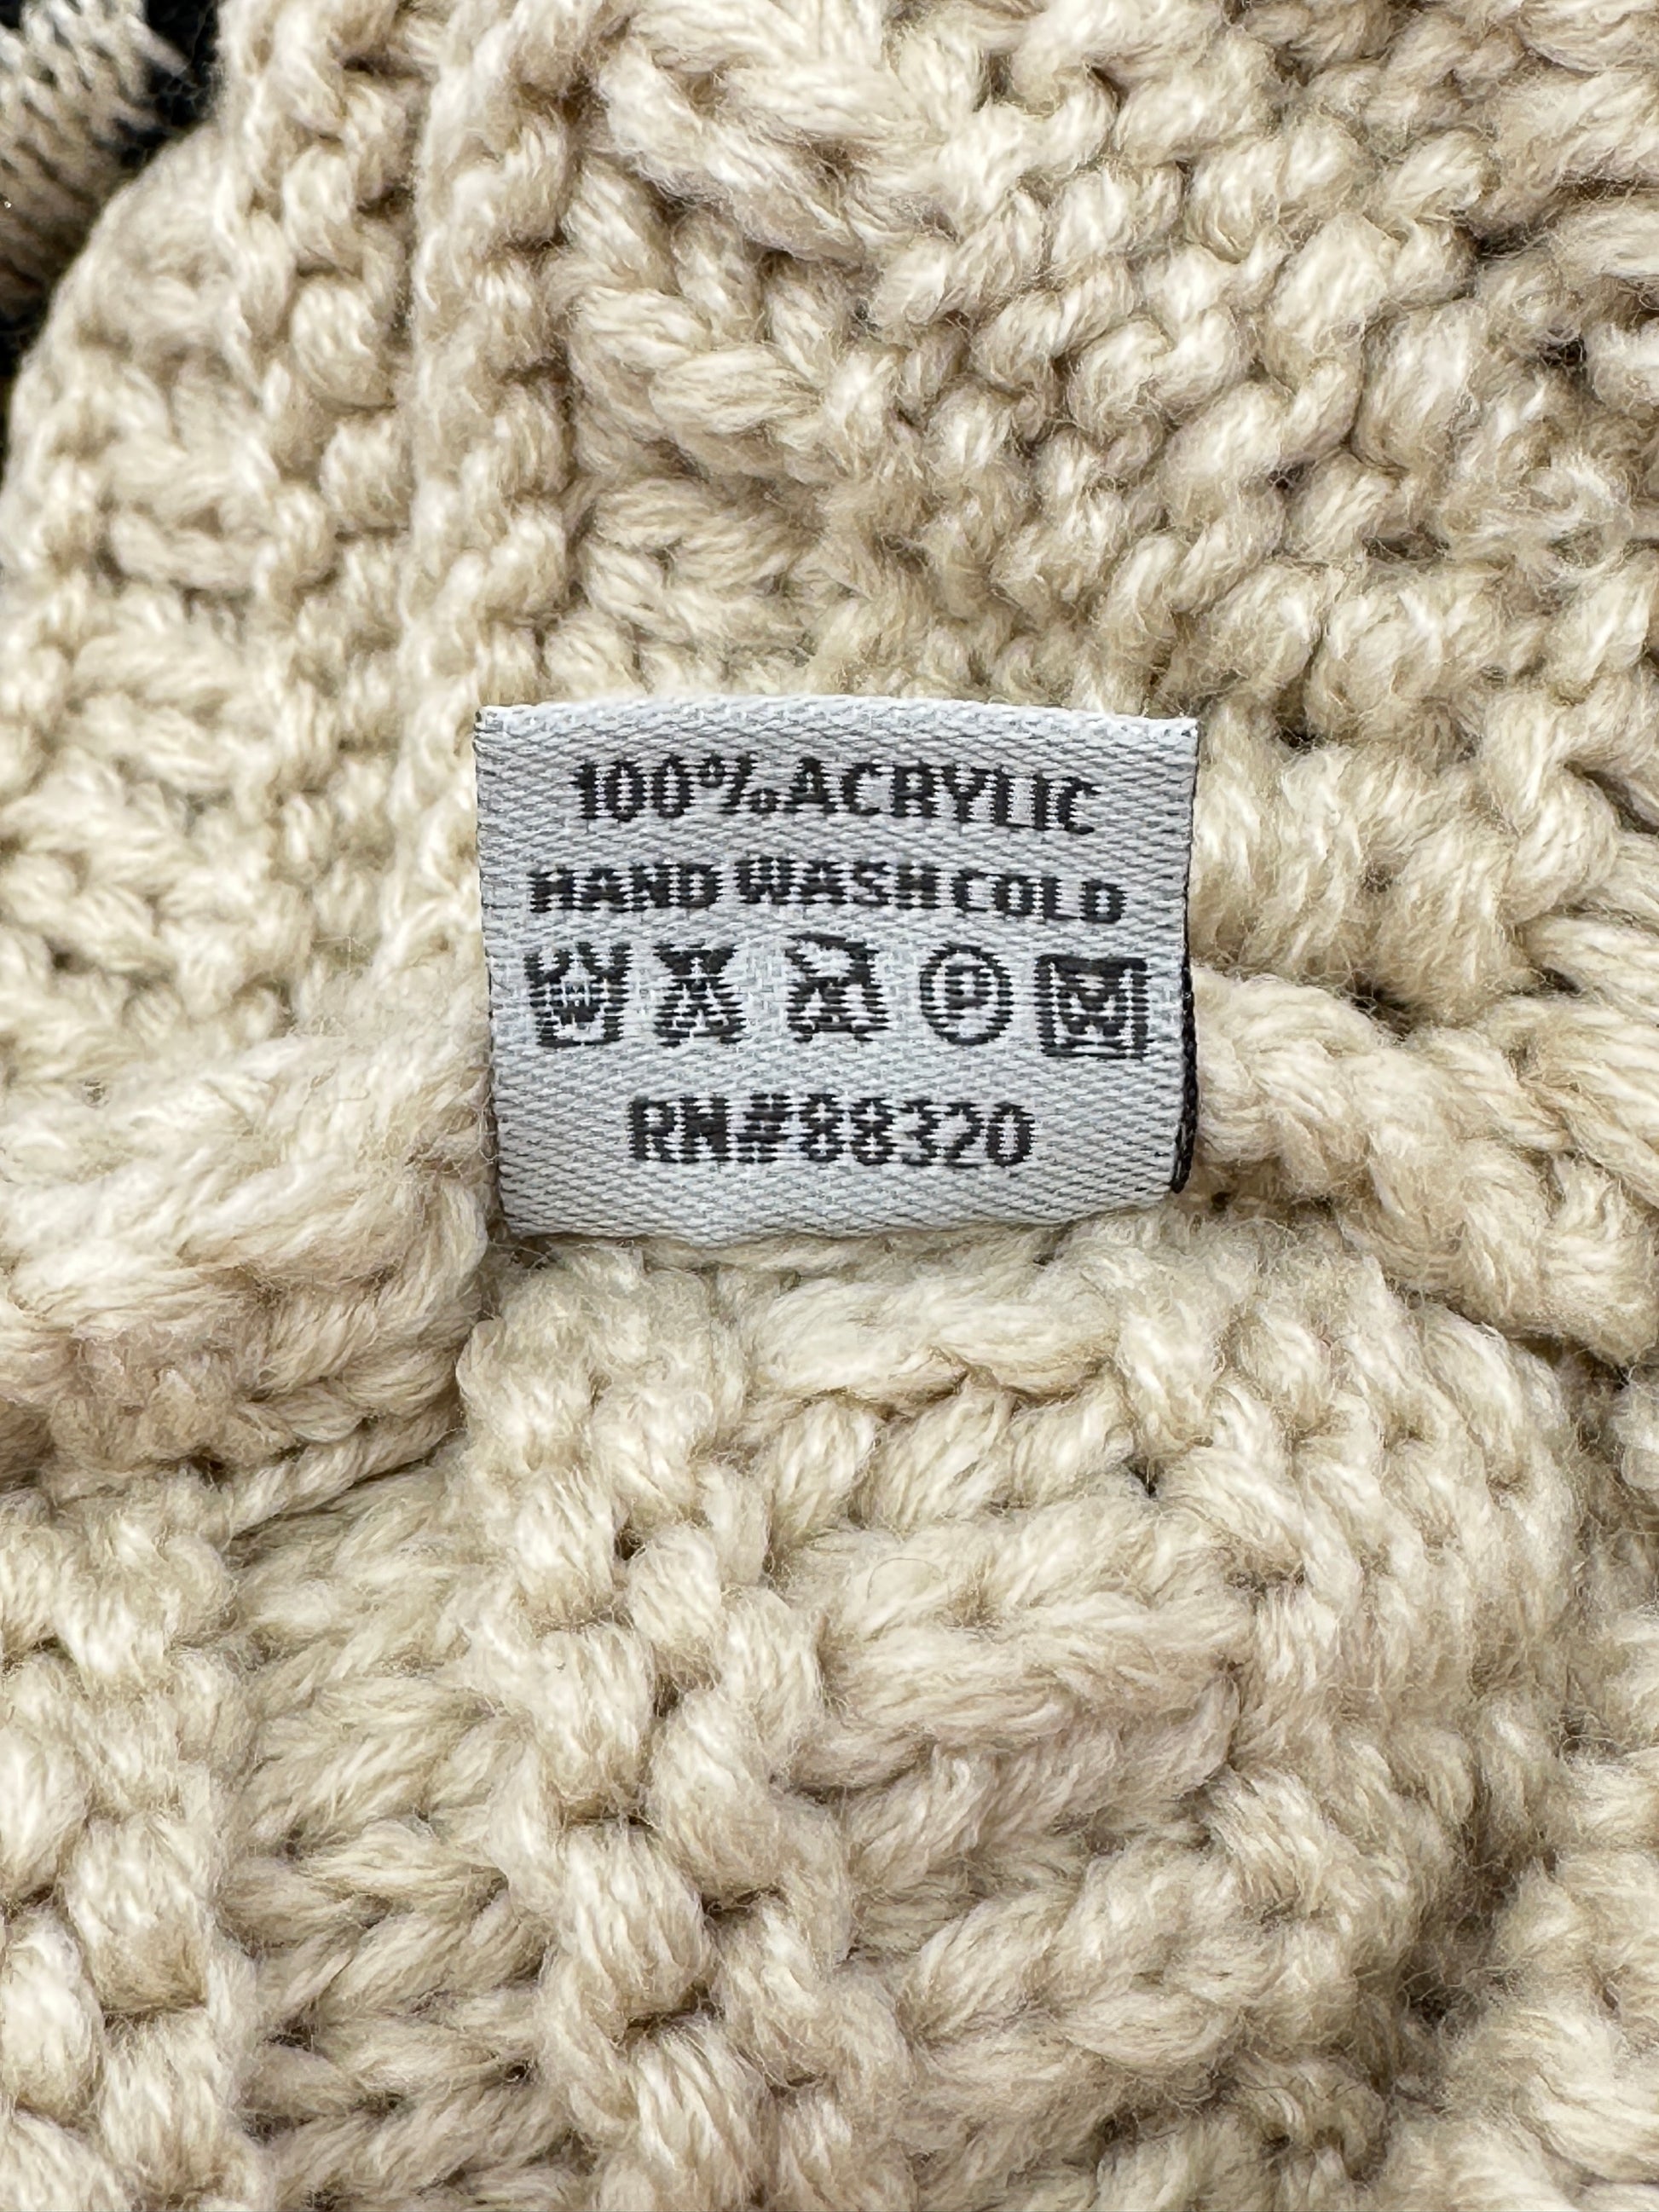 100% ACRYLIC
HAND WASH COLD
P
RN#88320